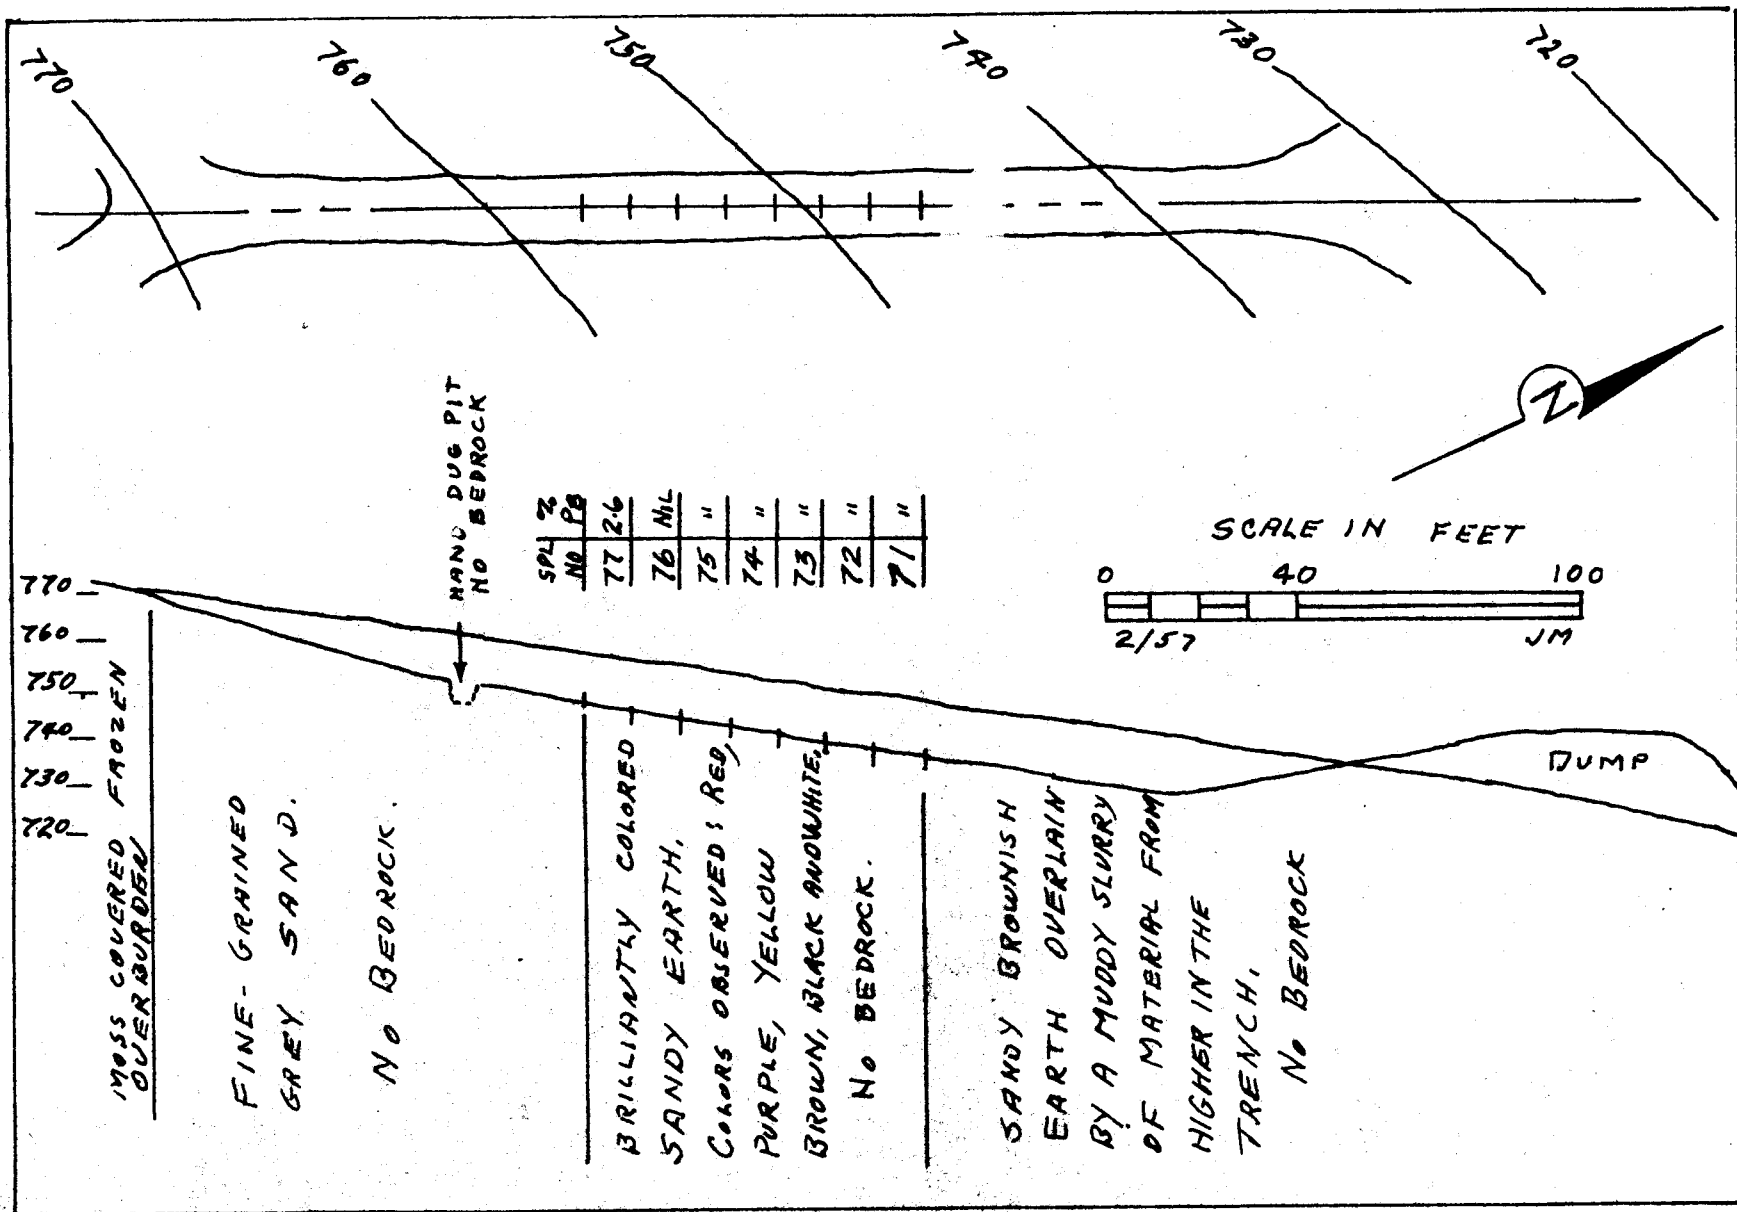 770 760 750 740 730 720
HAND DUG PIT
NO BEDROCK
SPL NO % PB
77 2.6
76 NIL
75 "
74 "
73 "
72 "
71 "
N
SCALE IN FEET
0 40 100
2/57 JM
770
760
750
740
730
720
DUMP
MOSS COVERED FROZEN
OVERBURDEN
FINE-GRAINED
GREY SAND.
NO BEDROCK.
BRILLIANTLY COLORED
SANDY EARTH.
COLORS OBSERVED: RED,
PURPLE, YELLOW
BROWN, BLACK AND WHITE.
NO BEDROCK.
SANDY BROWNISH
EARTH OVERPLAIN
BY A MUDDY SLURRY
OF MATERIAL FROM
HIGHER IN THE
TRENCH.
NO BEDROCK